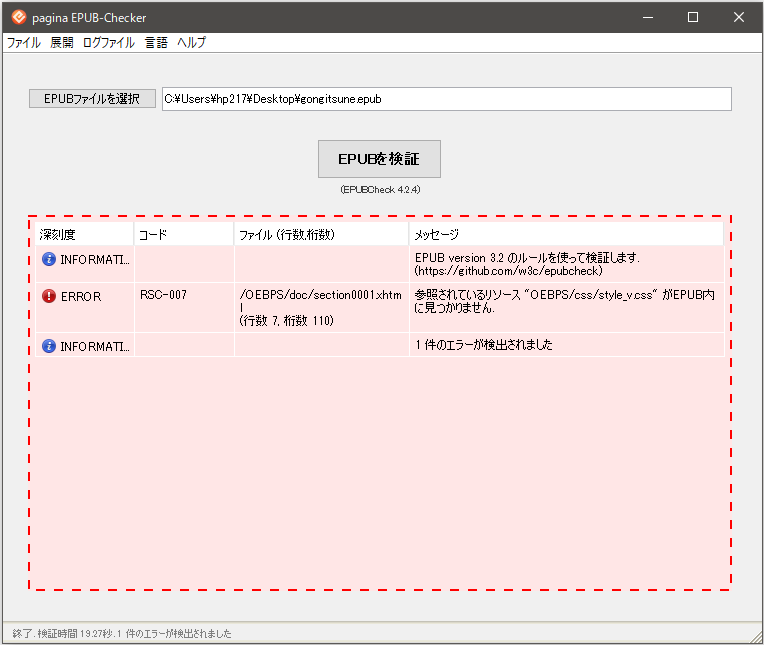 pagina EPUB-Checker
ファイル 展開 ログファイル 言語 ヘルプ
EPUBファイルを選択 C:¥Users¥hp217¥Desktop¥gongitsune.epub
EPUBを検証
(EPUBCheck 4.2.4)
深刻度 コード ファイル (行数,桁数) メッセージ
INFORMATI... EPUB version 3.2 のルールを使って検証します.
(https://github.com/w3c/epubcheck)
ERROR RSC-007 /OEBPS/doc/section0001.xhtm 参照されているリソース "OEBPS/css/style_v.css" がEPUB内
l に見つかりません.
(行数 7, 桁数 110)
INFORMATI... 1 件のエラーが検出されました
終了. 検証時間 19.27秒. 1 件のエラーが検出されました